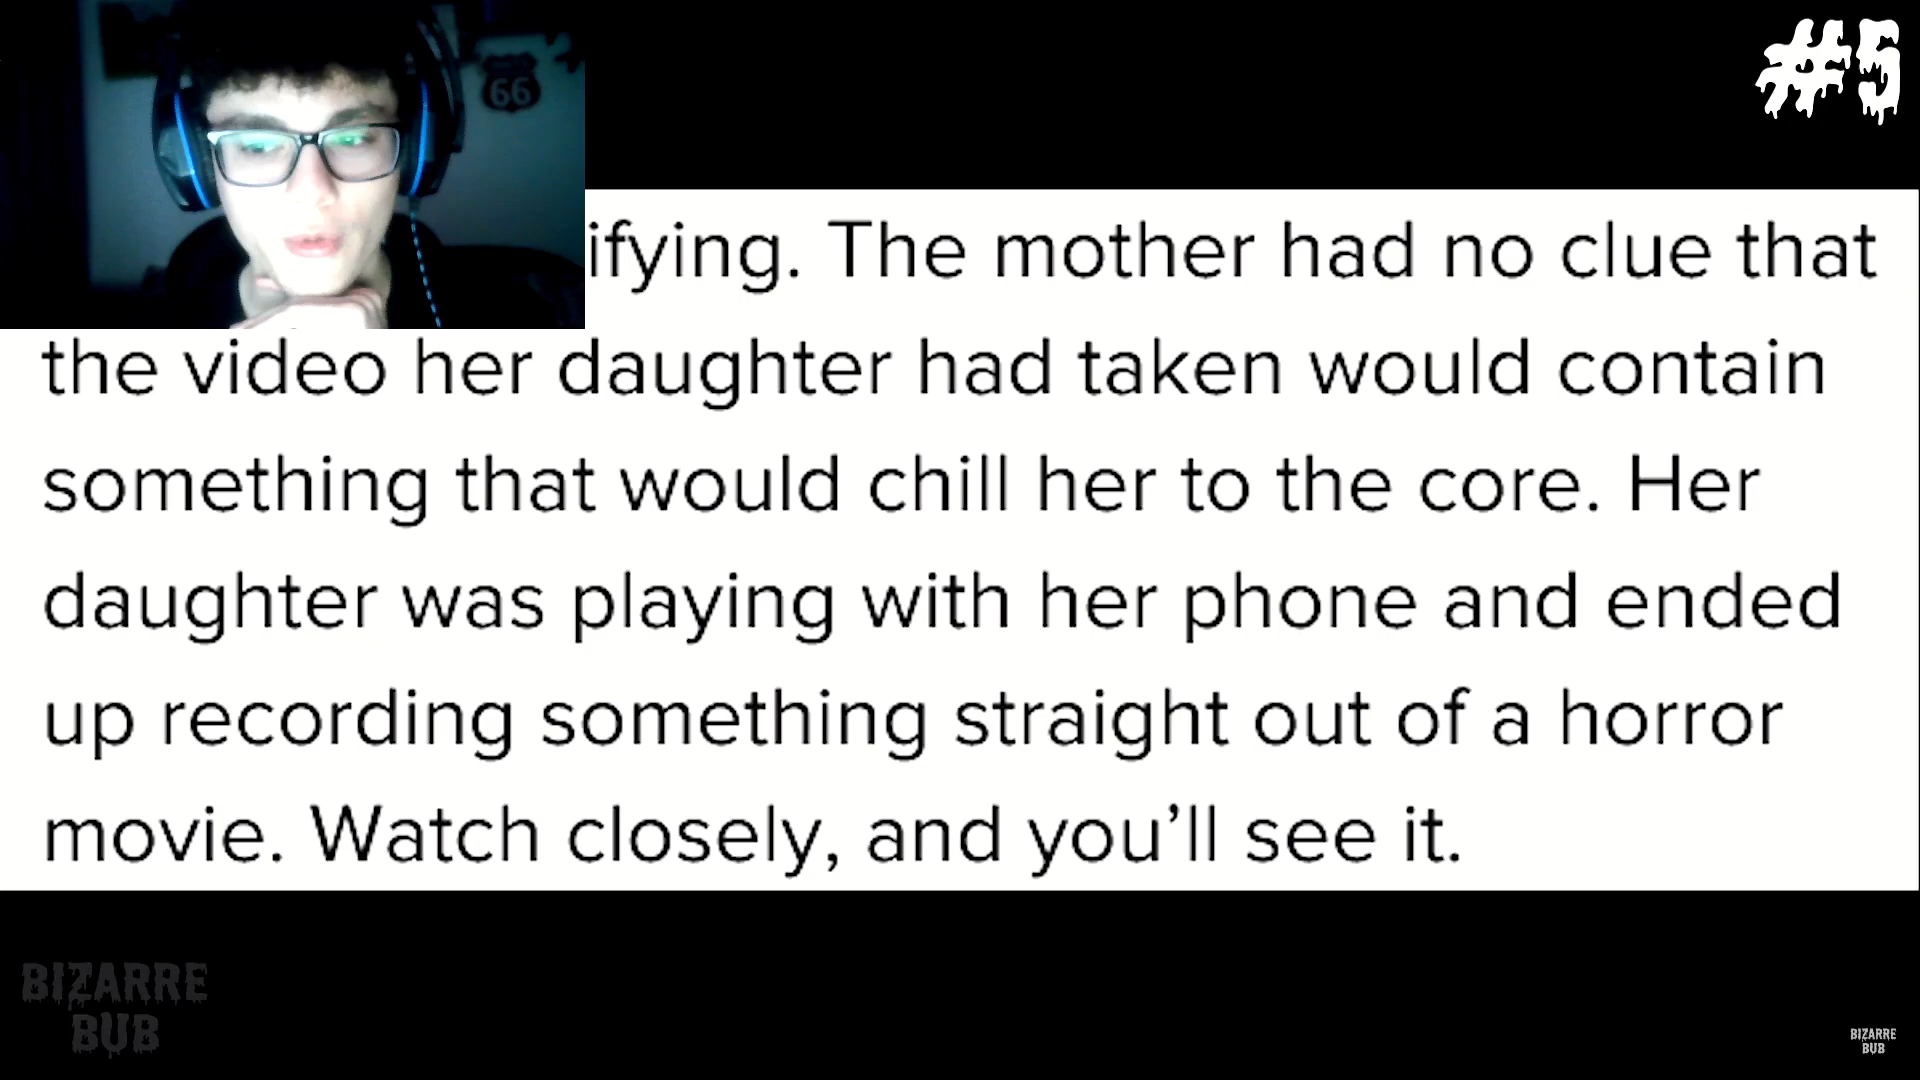 #5
66
ifying. The mother had no clue that
the video her daughter had taken would contain
something that would chill her to the core. Her
daughter was playing with her phone and ended
up recording something straight out of a horror
movie. Watch closely, and you’ll see it.
BIZARRE
BUB
BIZARRE
BUB